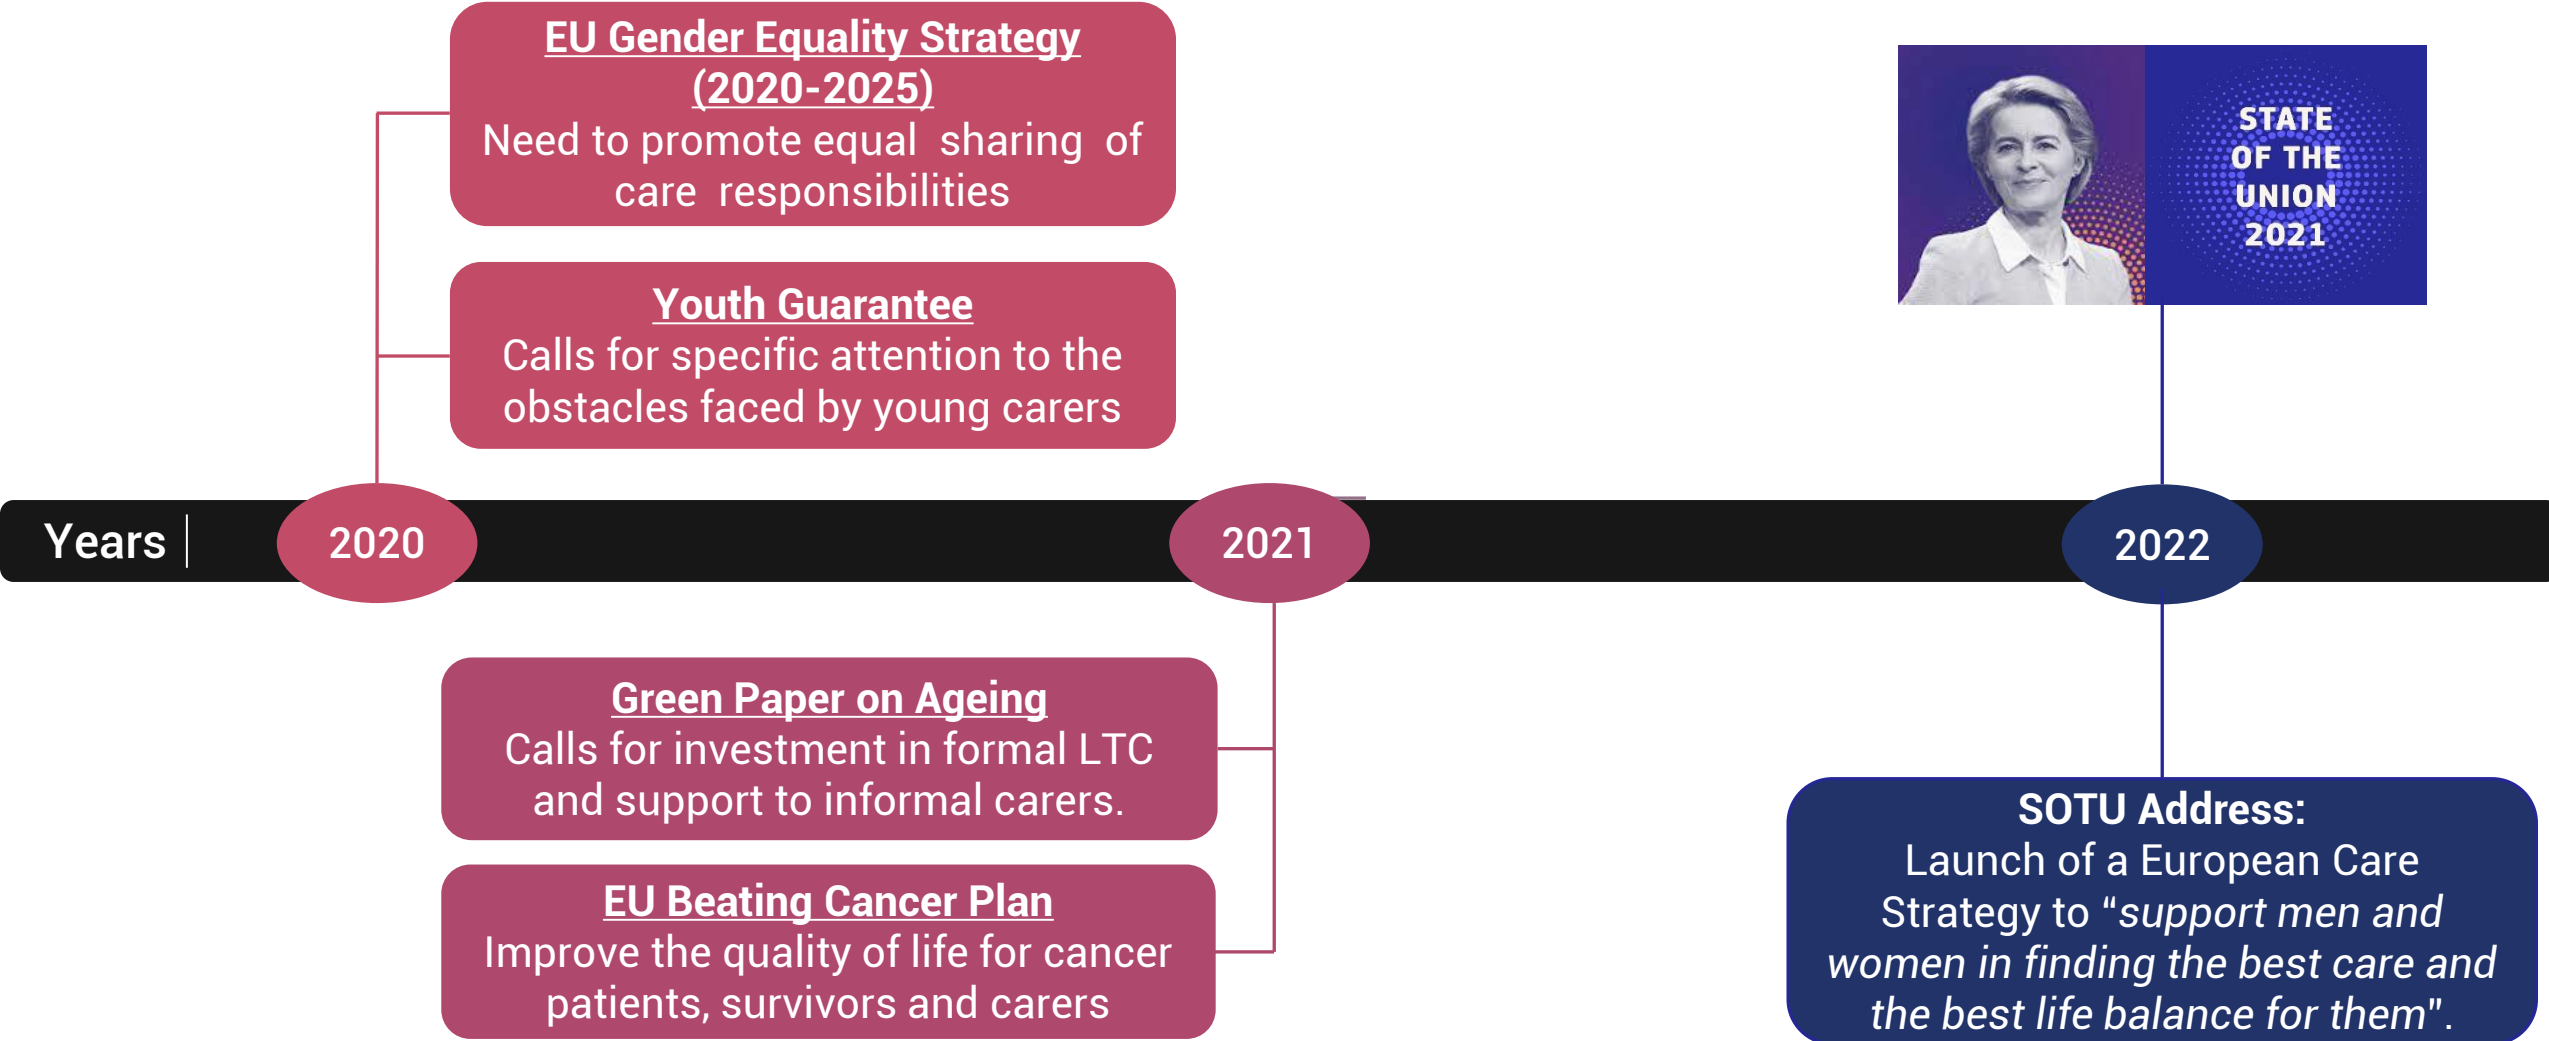 EU Gender Equality Strategy
(2020-2025)
Need to promote equal sharing of
care responsibilities
Youth Guarantee
Calls for specific attention to the
obstacles faced by young carers
STATE
OF THE
UNION
2021
Years
2020
2021
2022
Green Paper on Ageing
Calls for investment in formal LTC
and support to informal carers.
EU Beating Cancer Plan
Improve the quality of life for cancer
patients, survivors and carers
SOTU Address:
Launch of a European Care
Strategy to “support men and
women in finding the best care and
the best life balance for them".